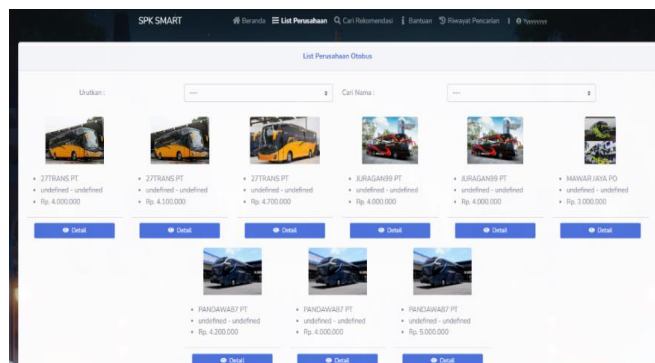 SPK SMART Beranda List Perusahaan Cari Rekomendasi Bantuan Riwayat Pencarian
List Perusahaan Otobus
Urutkan : ---- Cari Nama : ----
27TRANS PT
undefined - undefined
Rp. 4.000.000
Detail
27TRANS PT
undefined - undefined
Rp. 4.100.000
Detail
27TRANS PT
undefined - undefined
Rp. 4.700.000
Detail
JURAGAN99 PT
undefined - undefined
Rp. 4.000.000
Detail
JURAGAN99 PT
undefined - undefined
Rp. 4.000.000
Detail
MAWAR JAYA PO
undefined - undefined
Rp. 3.000.000
Detail
PANDAWA87 PT
undefined - undefined
Rp. 4.200.000
Detail
PANDAWA87 PT
undefined - undefined
Rp. 4.000.000
Detail
PANDAWA87 PT
undefined - undefined
Rp. 5.000.000
Detail